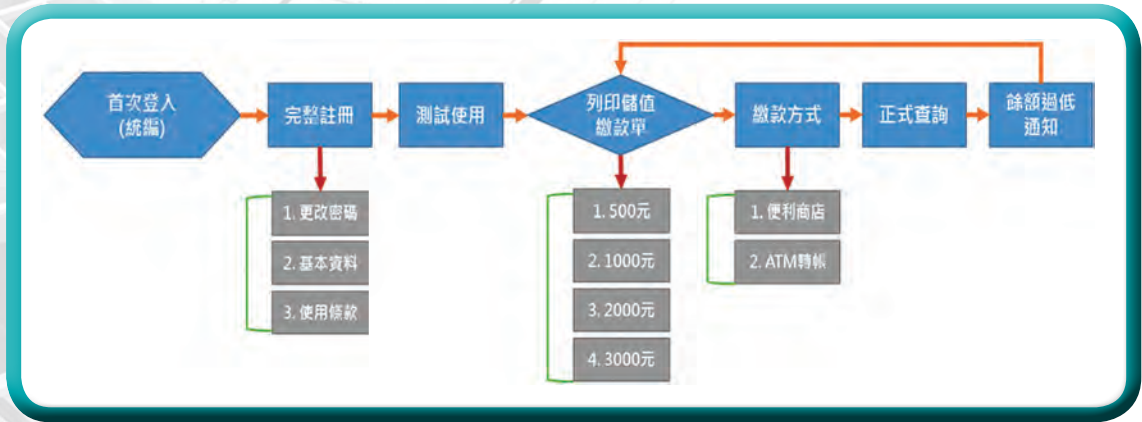 首次登入
(統編)
完整註冊
測試使用
列印儲值
繳款單
繳款方式
正式查詢
餘額過低
通知
1. 更改密碼
2. 基本資料
3. 使用條款
1. 500元
2. 1000元
3. 2000元
4. 3000元
1. 便利商店
2. ATM轉帳